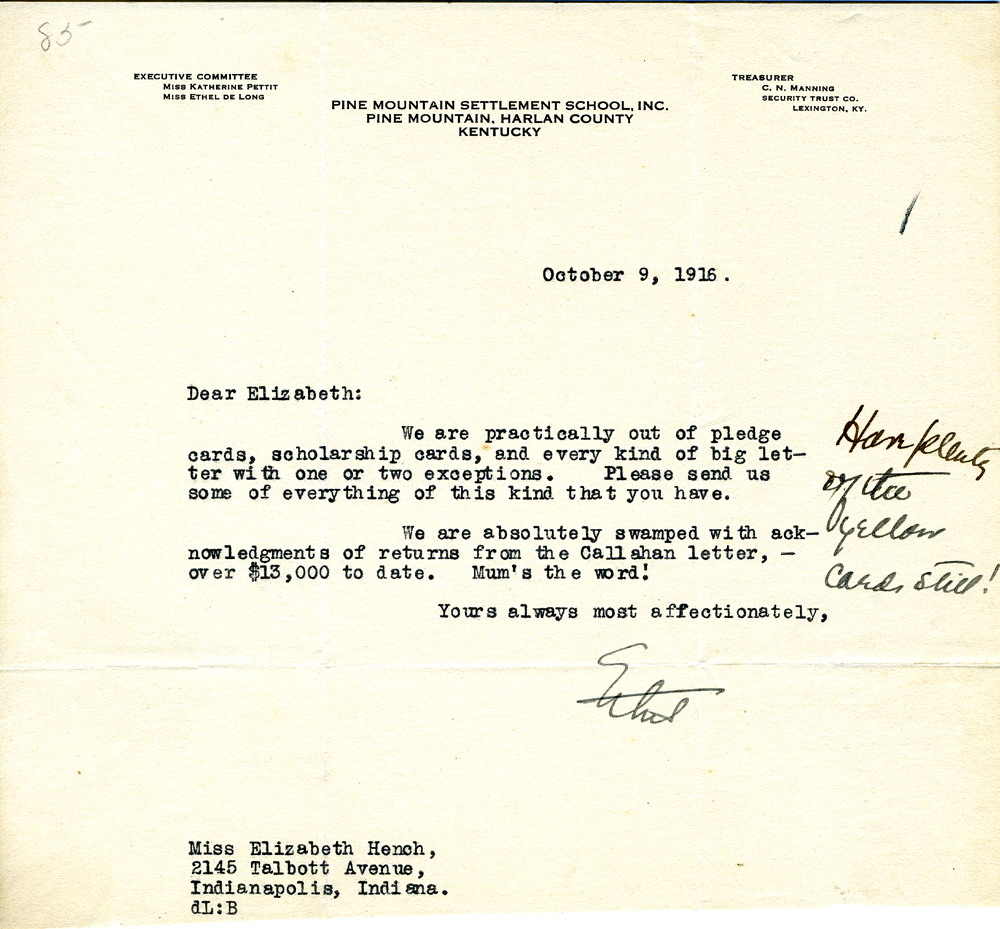 85
EXECUTIVE COMMITTEE
MISS KATHERINE PETTIT
MISS ETHEL DE LONG
TREASURER
C. N. MANNING
SECURITY TRUST CO.
LEXINGTON, KY.
PINE MOUNTAIN SETTLEMENT SCHOOL, INC.
PINE MOUNTAIN, HARLAN COUNTY
KENTUCKY
October 9, 1916.
Dear Elizabeth:
We are practically out of pledge
cards, scholarship cards, and every kind of big let-
ter with one or two exceptions. Please send us
some of everything of this kind that you have.
We are absolutely swamped with ack-
nowledgments of returns from the Callahan letter, -
over $13,000 to date. Mum's the word!
Yours always most affectionately,
Ethel
Have plenty
of the
yellow
cards still!
Miss Elizabeth Hench,
2145 Talbott Avenue,
Indianapolis, Indiana.
dL:B